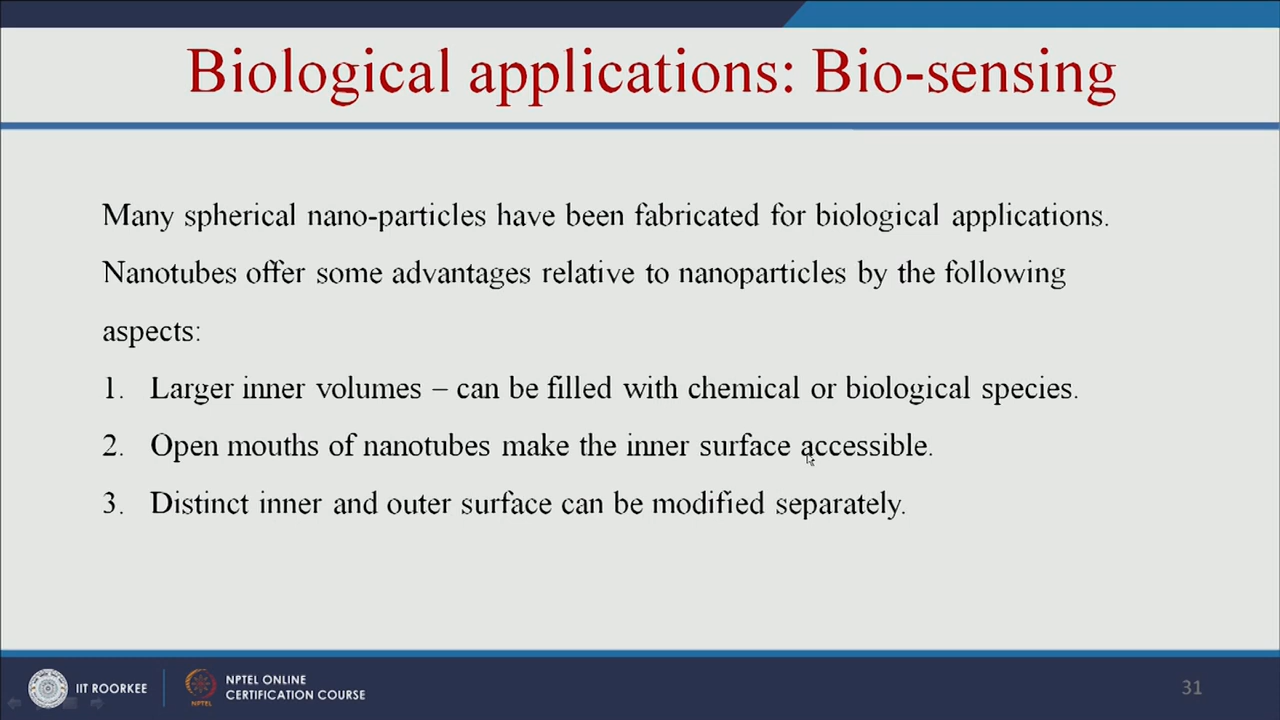 Biological applications: Bio-sensing
Many spherical nano-particles have been fabricated for biological applications.
Nanotubes offer some advantages relative to nanoparticles by the following
aspects:
1. Larger inner volumes – can be filled with chemical or biological species.
2. Open mouths of nanotubes make the inner surface accessible.
3. Distinct inner and outer surface can be modified separately.
IIT ROORKEE
NPTEL
NPTEL ONLINE
CERTIFICATION COURSE
31